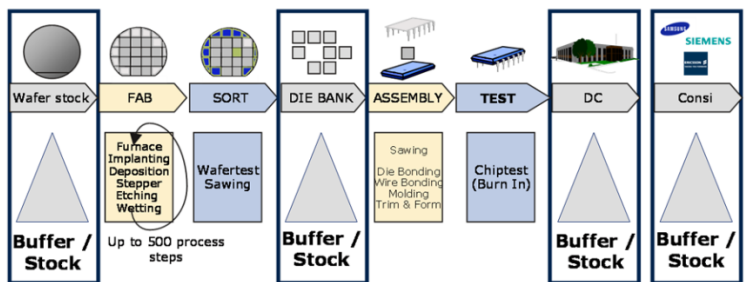 SAMSUNG
SIEMENS
ERICSSON
Wafer stock
FAB
SORT
DIE BANK
ASSEMBLY
TEST
DC
Consi
Furnace
Implanting
Deposition
Stepper
Etching
Wetting
Wafertest
Sawing
Sawing
Die Bonding
Wire Bonding
Molding
Trim & Form
Chiptest
(Burn In)
Up to 500 process
steps
Buffer /
Stock
Buffer /
Stock
Buffer /
Stock
Buffer /
Stock